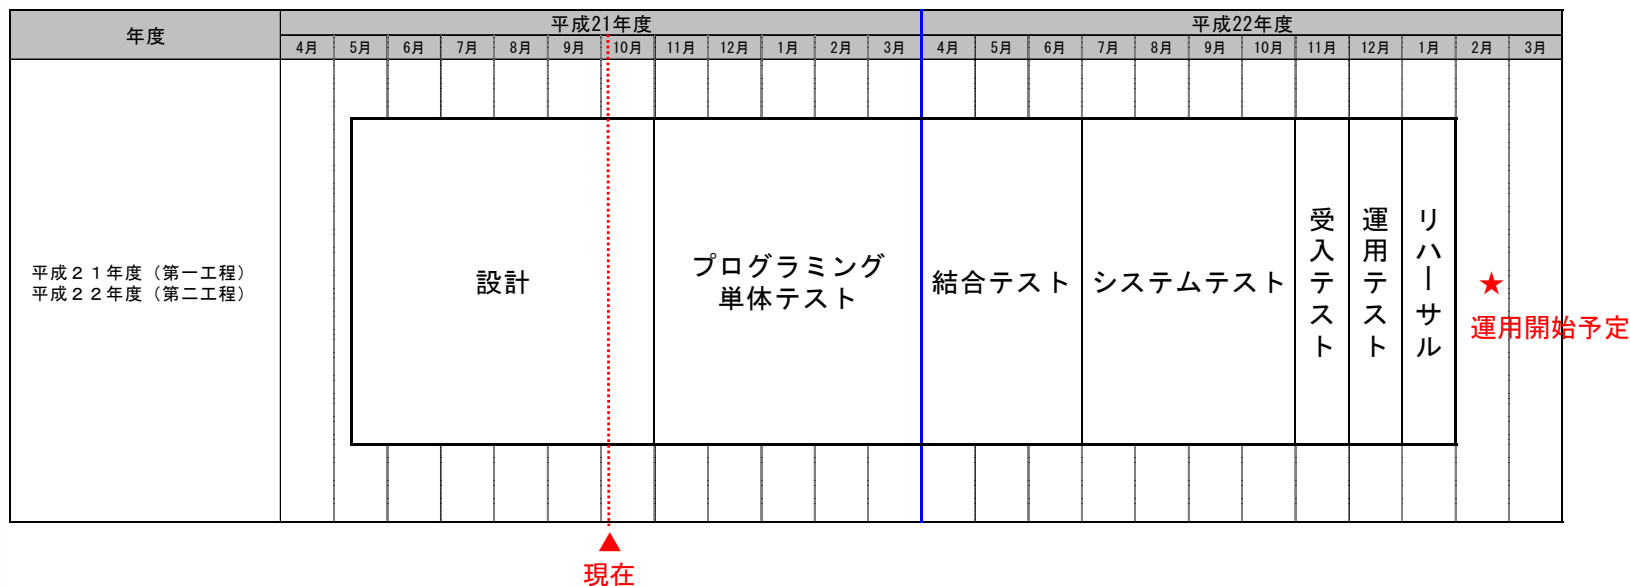 年度
平成21年度
平成22年度
4月 5月 6月 7月 8月 9月 10月 11月 12月 1月 2月 3月 4月 5月 6月 7月 8月 9月 10月 11月 12月 1月 2月 3月
平成２１年度（第一工程）
平成２２年度（第二工程）
設計
プログラミング
単体テスト
結合テスト
システムテスト
受入テスト
運用テスト
リハーサル
★
運用開始予定
▲
現在